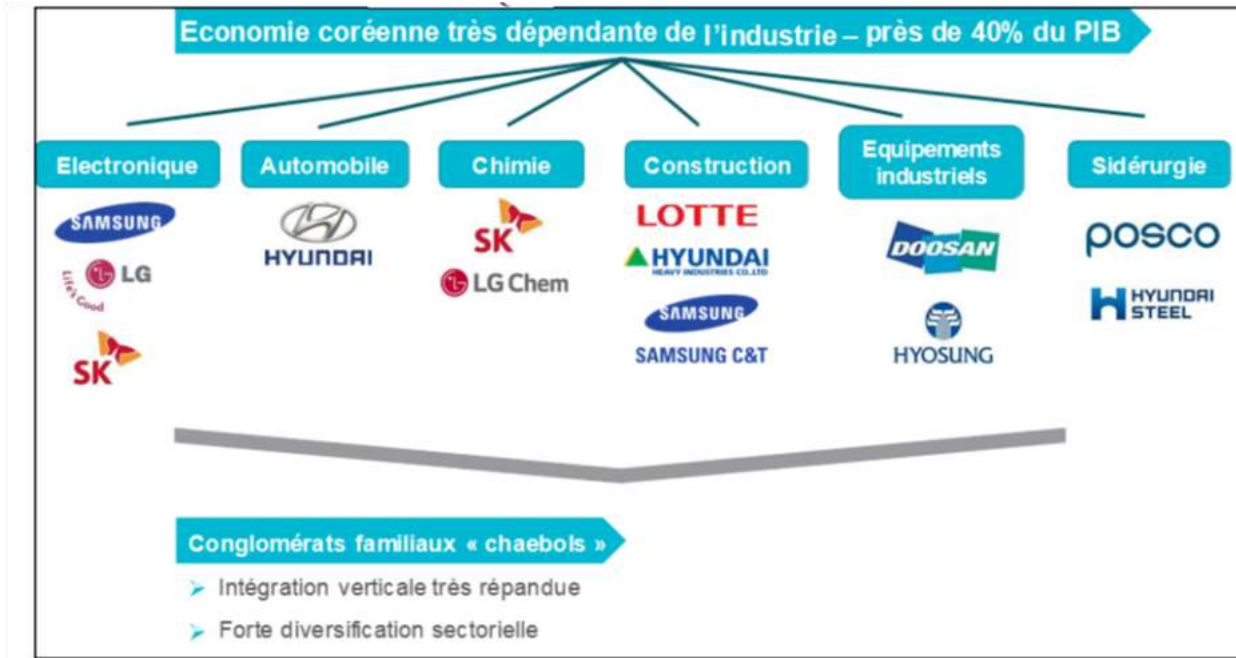 Economie coréenne très dépendante de l'industrie – près de 40% du PIB
Electronique
Automobile
Chimie
Construction
Equipements
industriels
Sidérurgie
SAMSUNG
LG
Life's Good
SK
HYUNDAI
SK
LG Chem
LOTTE
HYUNDAI
HEAVY INDUSTRIES CO.,LTD
SAMSUNG
SAMSUNG C&T
DOOSAN
HYOSUNG
posco
HYUNDAI
STEEL
Conglomérats familiaux « chaebols »
➢ Intégration verticale très répandue
➢ Forte diversification sectorielle